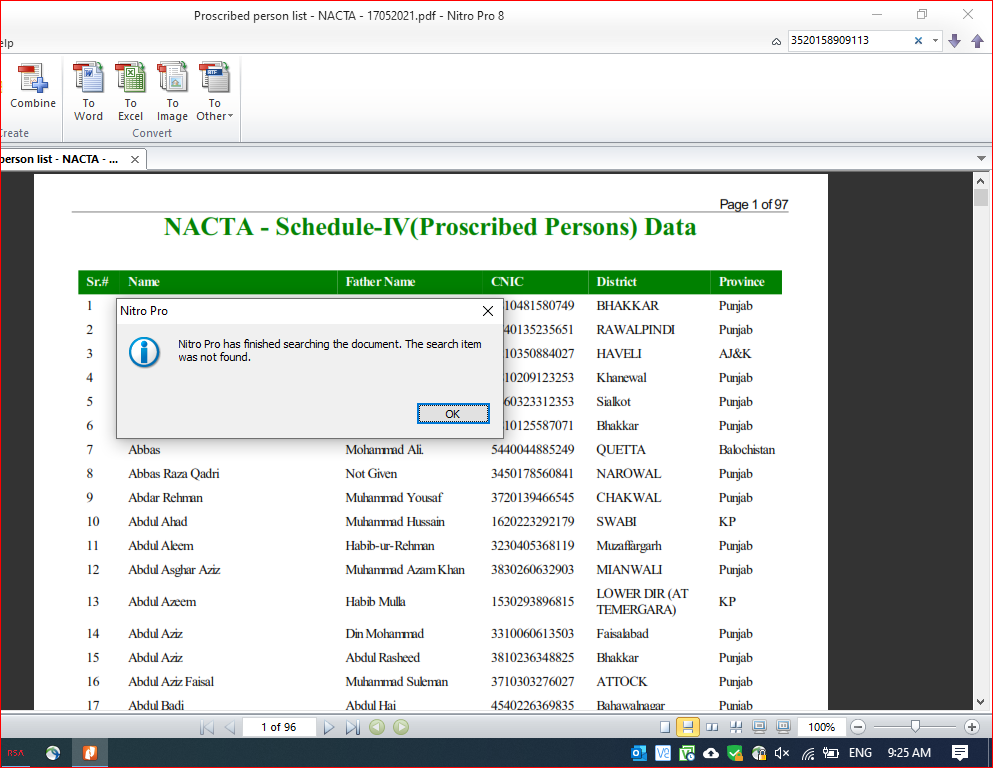 Proscribed person list - NACTA - 17052021.pdf - Nitro Pro 8
elp
3520158909113
Combine
To Word
To Excel
To Image
To Other
reate
Convert
person list - NACTA - ...
Page 1 of 97
NACTA - Schedule-IV(Proscribed Persons) Data
Sr.# Name Father Name CNIC District Province
1 10481580749 BHAKKAR Punjab
2 40135235651 RAWALPINDI Punjab
3 10350884027 HAVELI AJ&K
4 10209123253 Khanewal Punjab
5 60323312353 Sialkot Punjab
6 10125587071 Bhakkar Punjab
Nitro Pro
Nitro Pro has finished searching the document. The search item
was not found.
OK
7 Abbas Mohammad Ali. 5440044885249 QUETTA Balochistan
8 Abbas Raza Qadri Not Given 3450178560841 NAROWAL Punjab
9 Abdar Rehman Muhammad Yousaf 3720139466545 CHAKWAL Punjab
10 Abdul Ahad Muhammad Hussain 1620223292179 SWABI KP
11 Abdul Aleem Habib-ur-Rehman 3230405368119 Muzaffargarh Punjab
12 Abdul Asghar Aziz Muhammad Azam Khan 3830260632903 MIANWALI Punjab
13 Abdul Azeem Habib Mulla 1530293896815 LOWER DIR (AT TEMERGARA) KP
14 Abdul Aziz Din Mohammad 3310060613503 Faisalabad Punjab
15 Abdul Aziz Abdul Rasheed 3810236348825 Bhakkar Punjab
16 Abdul Aziz Faisal Muhammad Suleman 3710303276027 ATTOCK Punjab
17 Abdul Badi Abdul Hai 4540226369835 Bahawalnagar Punjab
1 of 96
100%
RSA
ENG 9:25 AM